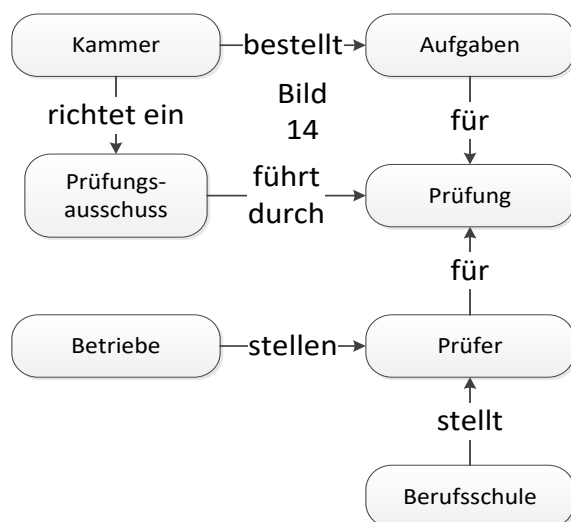 Kammer
bestellt
Aufgaben
richtet ein
Bild
14
für
Prüfungs-
ausschuss
führt
durch
Prüfung
für
Betriebe
stellen
Prüfer
stellt
Berufsschule